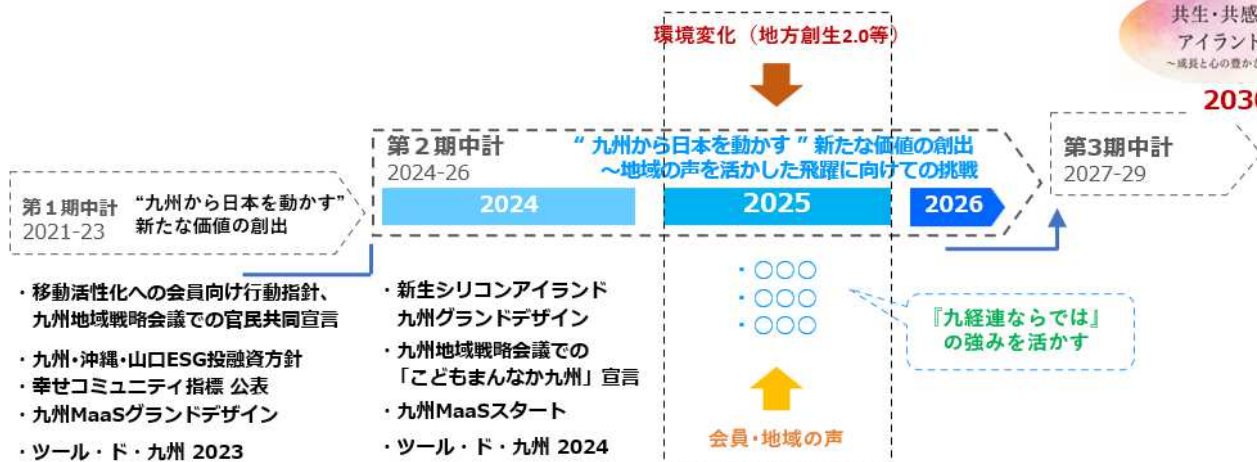 共生・共感
アイランド
～成長と心の豊かさ
2030
環境変化（地方創生2.0等）
第１期中計
2021-23
“九州から日本を動かす”
新たな価値の創出
第２期中計
2024-26
“ 九州から日本を動かす ” 新たな価値の創出
～地域の声を活かした飛躍に向けての挑戦
2024
2025
2026
第3期中計
2027-29
・移動活性化への会員向け行動指針、
九州地域戦略会議での官民共同宣言
・九州・沖縄・山口ESG投融資方針
・幸せコミュニティ指標 公表
・九州MaaSグランドデザイン
・ツール・ド・九州 2023
・新生シリコンアイランド
九州グランドデザイン
・九州地域戦略会議での
「こどもまんなか九州」宣言
・九州MaaSスタート
・ツール・ド・九州 2024
・〇〇〇
・〇〇〇
・〇〇〇
『九経連ならでは』
の強みを活かす
会員・地域の声